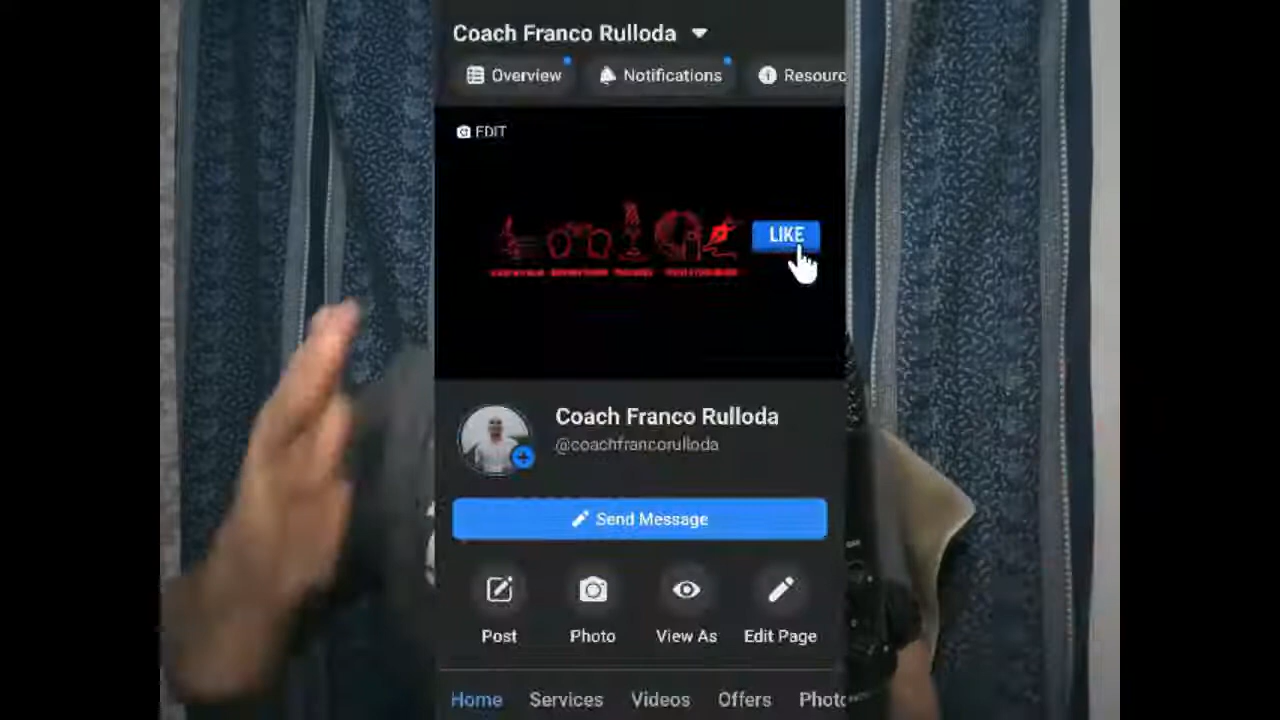 Coach Franco Rulloda
Overview Notifications Resourc
EDIT
LIKE
Coach Franco Rulloda
@coachfrancorulloda
Send Message
Post Photo View As Edit Page
Home Services Videos Offers Photo